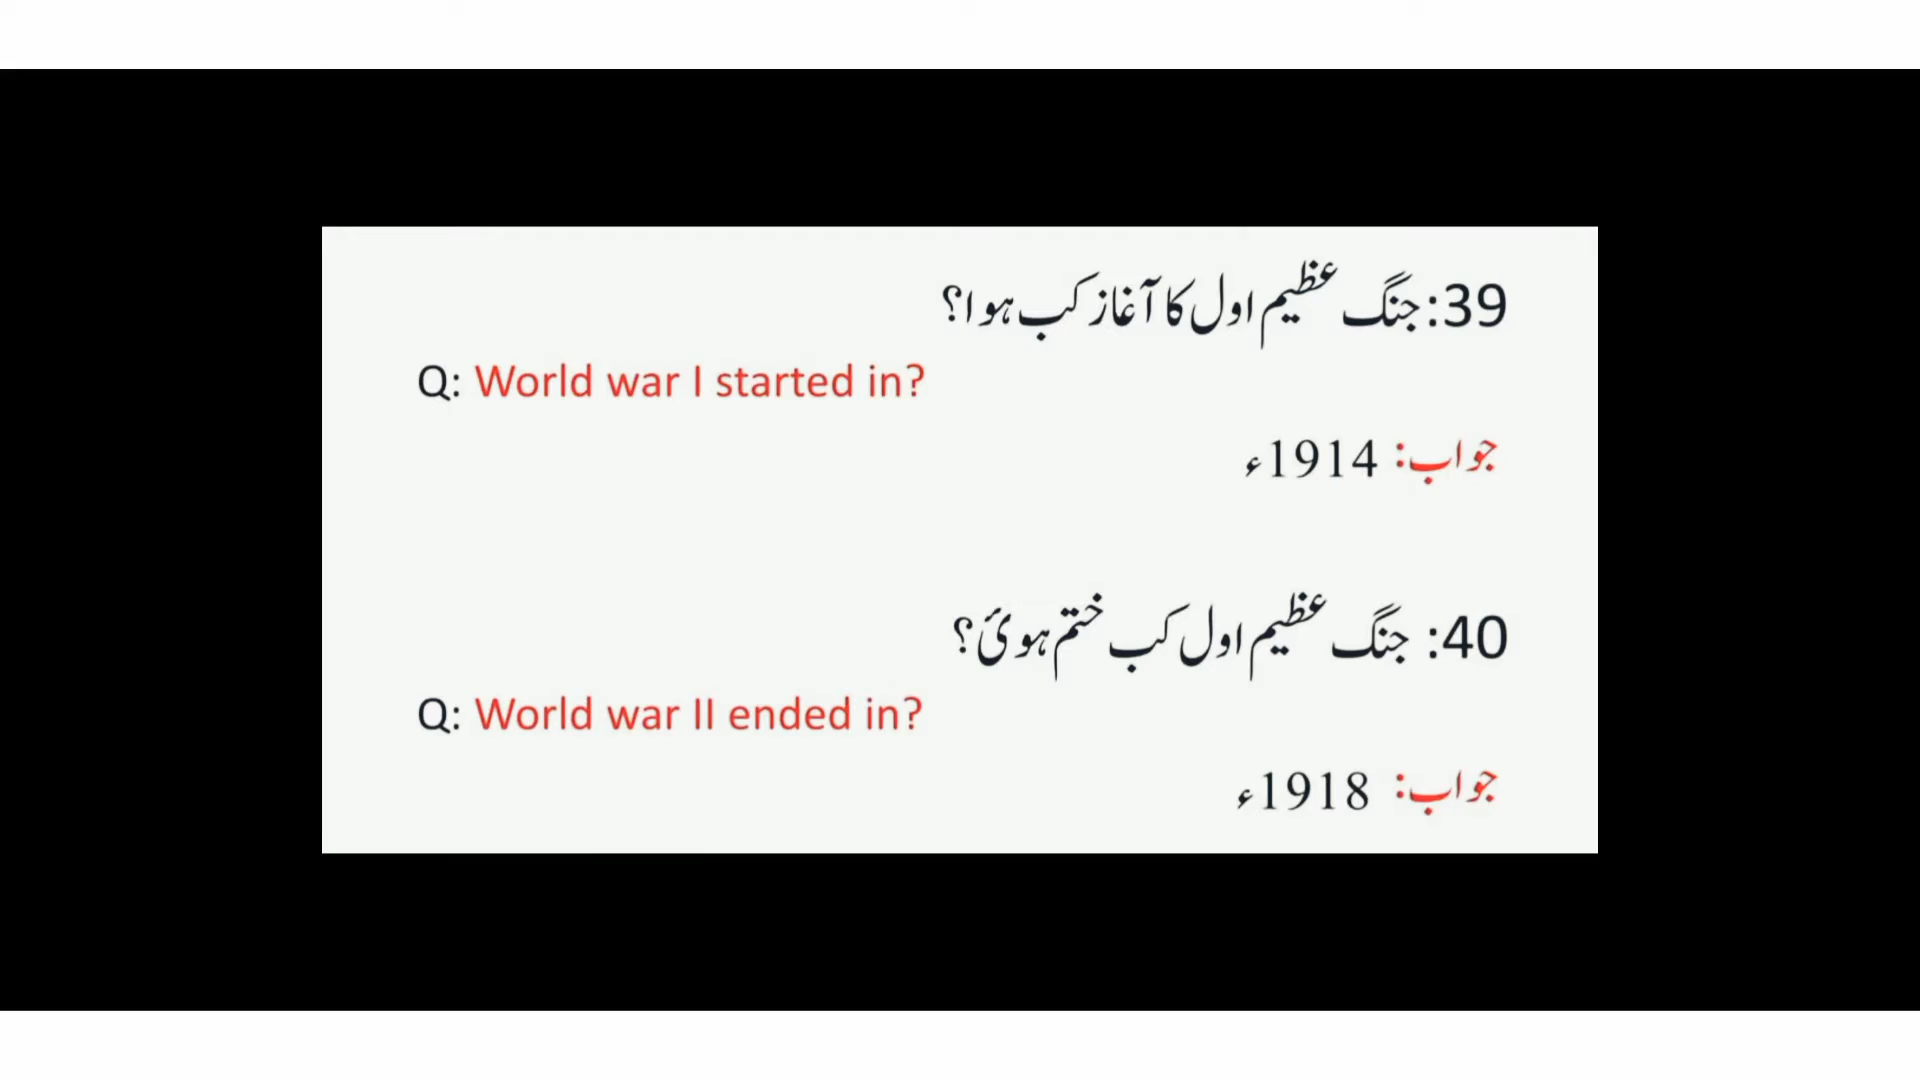 39: جنگ عظیم اول کا آغاز کب ہوا؟
Q: World war I started in?
جواب: 1914ء
40: جنگ عظیم اول کب ختم ہوئ؟
Q: World war II ended in?
جواب: 1918ء